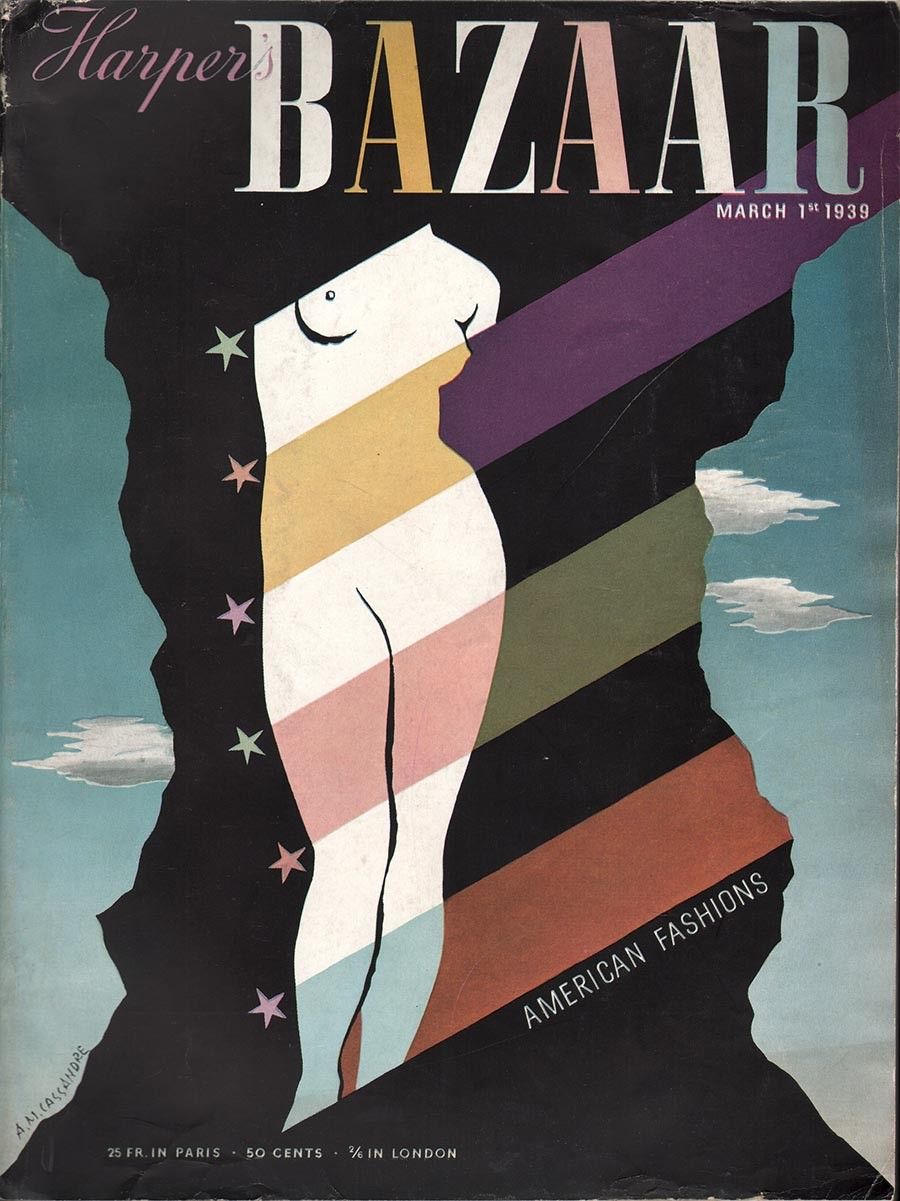 Harper's
BAZAAR
MARCH 1st 1939
AMERICAN FASHIONS
A.M.CASSANDRE
25 FR. IN PARIS · 50 CENTS · 2/6 IN LONDON